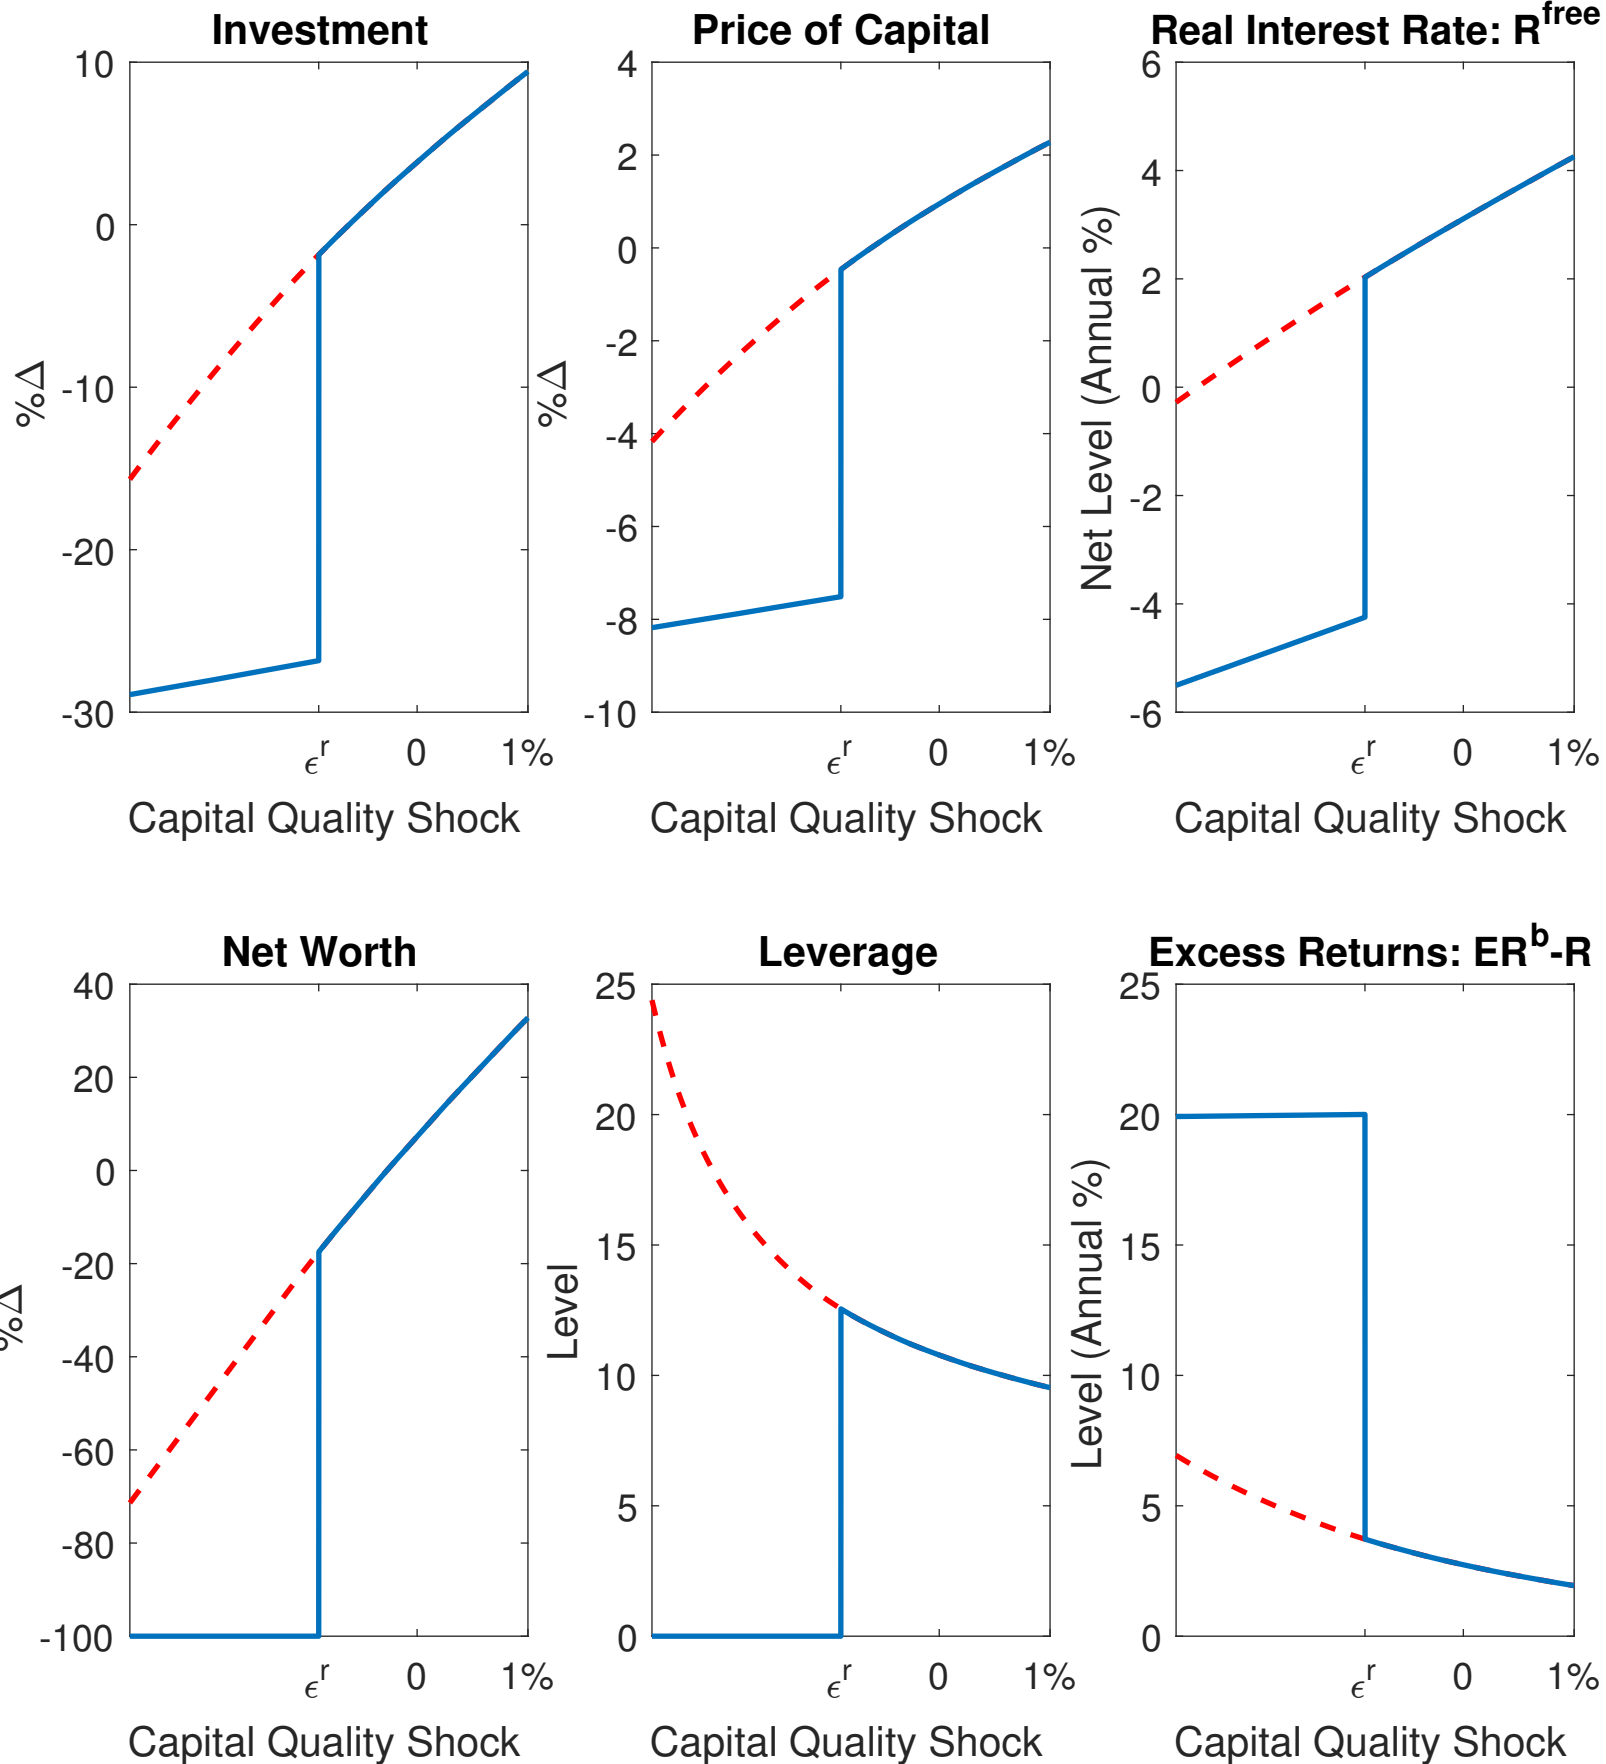 Investment
Price of Capital
Real Interest Rate: R^free
10
0
-10
-20
-30
%Δ
ϵ^r 0 1%
Capital Quality Shock
4
2
0
-2
-4
-6
-8
-10
%Δ
ϵ^r 0 1%
Capital Quality Shock
6
4
2
0
-2
-4
-6
Net Level (Annual %)
ϵ^r 0 1%
Capital Quality Shock
Net Worth
Leverage
Excess Returns: ER^b-R
40
20
0
-20
-40
-60
-80
-100
%Δ
ϵ^r 0 1%
Capital Quality Shock
25
20
15
10
5
0
Level
ϵ^r 0 1%
Capital Quality Shock
25
20
15
10
5
0
Level (Annual %)
ϵ^r 0 1%
Capital Quality Shock